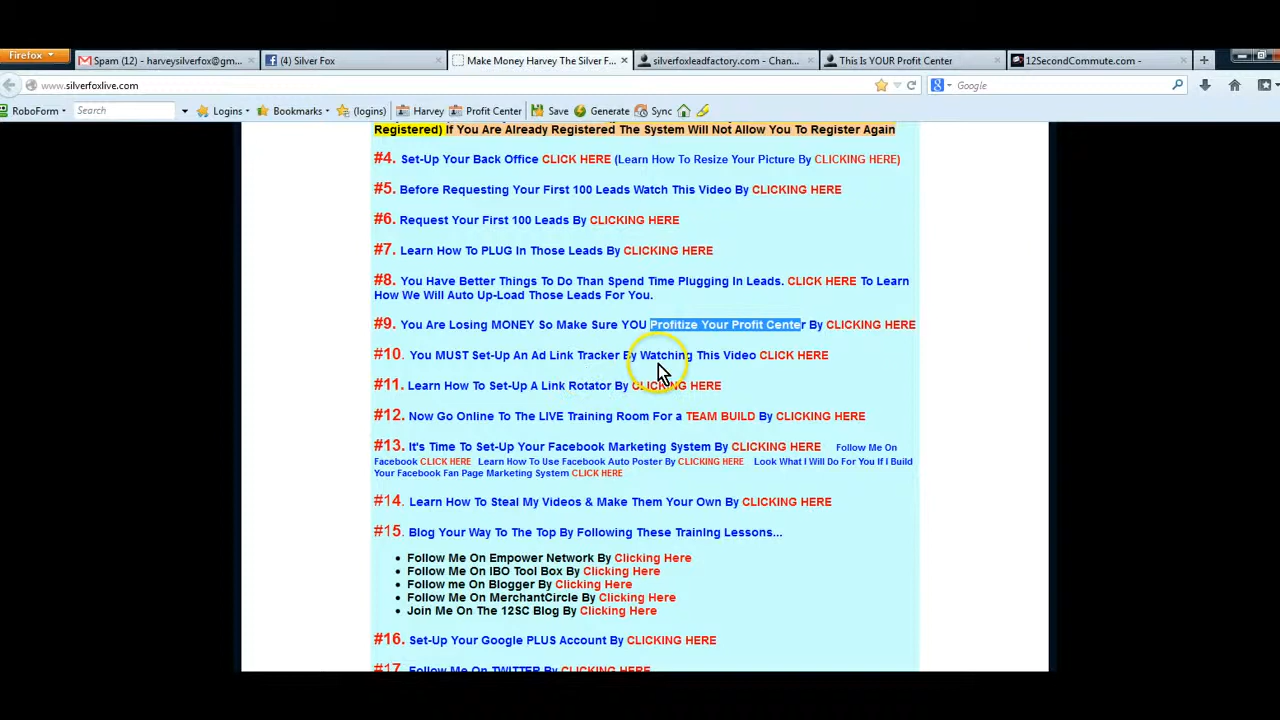 Firefox
Spam (12) - harveysilverfox@gm...
(4) Silver Fox
Make Money Harvey The Silver F...
silverfoxleadfactory.com - Chan...
This Is YOUR Profit Center
12SecondCommute.com -
www.silverfoxlive.com
Google
RoboForm
Search
Logins
Bookmarks
(logins)
Harvey
Profit Center
Save
Generate
Sync
Registered) If You Are Already Registered The System Will Not Allow You To Register Again
#4. Set-Up Your Back Office CLICK HERE (Learn How To Resize Your Picture By CLICKING HERE)
#5. Before Requesting Your First 100 Leads Watch This Video By CLICKING HERE
#6. Request Your First 100 Leads By CLICKING HERE
#7. Learn How To PLUG In Those Leads By CLICKING HERE
#8. You Have Better Things To Do Than Spend Time Plugging In Leads. CLICK HERE To Learn
How We Will Auto Up-Load Those Leads For You.
#9. You Are Losing MONEY So Make Sure YOU Profitize Your Profit Center By CLICKING HERE
#10. You MUST Set-Up An Ad Link Tracker By Watching This Video CLICK HERE
#11. Learn How To Set-Up A Link Rotator By CLICKING HERE
#12. Now Go Online To The LIVE Training Room For a TEAM BUILD By CLICKING HERE
#13. It's Time To Set-Up Your Facebook Marketing System By CLICKING HERE Follow Me On
Facebook CLICK HERE Learn How To Use Facebook Auto Poster By CLICKING HERE Look What I Will Do For You If I Build
Your Facebook Fan Page Marketing System CLICK HERE
#14. Learn How To Steal My Videos & Make Them Your Own By CLICKING HERE
#15. Blog Your Way To The Top By Following These TrainIng Lessons...
• Follow Me On Empower Network By Clicking Here
• Follow Me On IBO Tool Box By Clicking Here
• Follow me On Blogger By Clicking Here
• Follow Me On MerchantCircle By Clicking Here
• Join Me On The 12SC Blog By Clicking Here
#16. Set-Up Your Google PLUS Account By CLICKING HERE
#17. Follow Me On TWITTER By CLICKING HERE